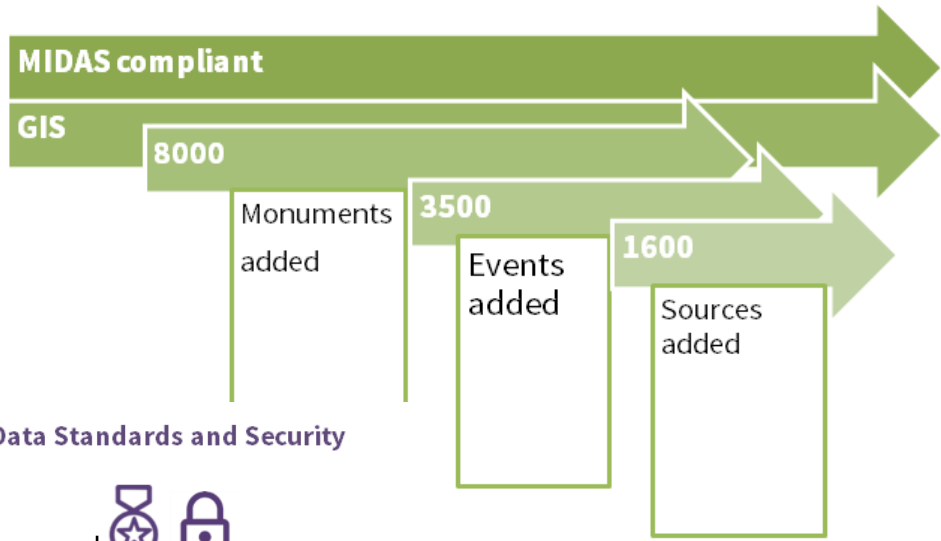 MIDAS compliant
GIS
8000
Monuments
added
3500
Events
added
1600
Sources
added
Data Standards and Security